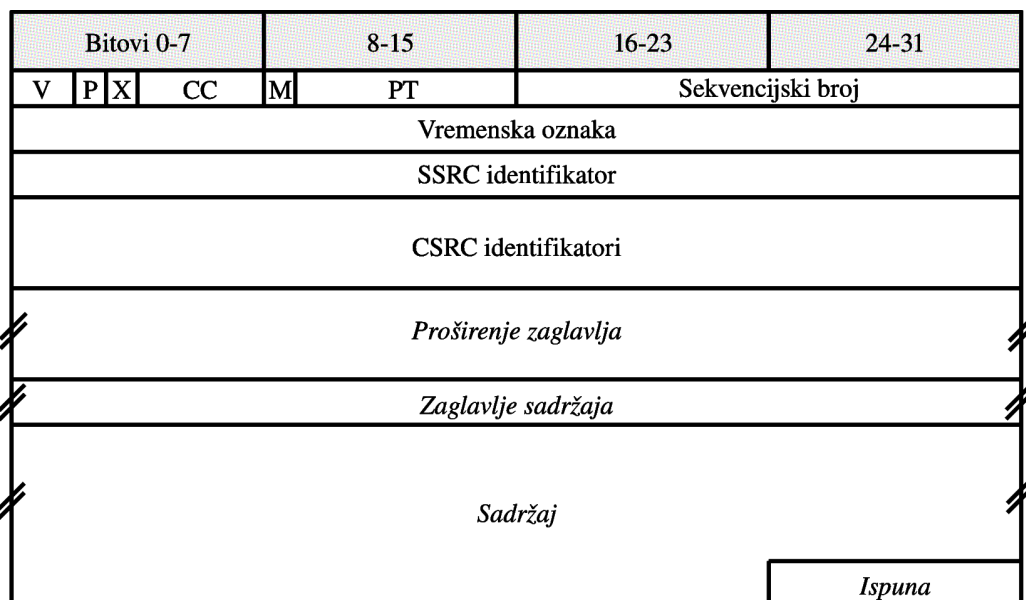 Bitovi 0-7 8-15 16-23 24-31
V P X CC M PT Sekvencijski broj
Vremenska oznaka
SSRC identifikator
CSRC identifikatori
Proširenje zaglavlja
Zaglavlje sadržaja
Sadržaj
Ispuna